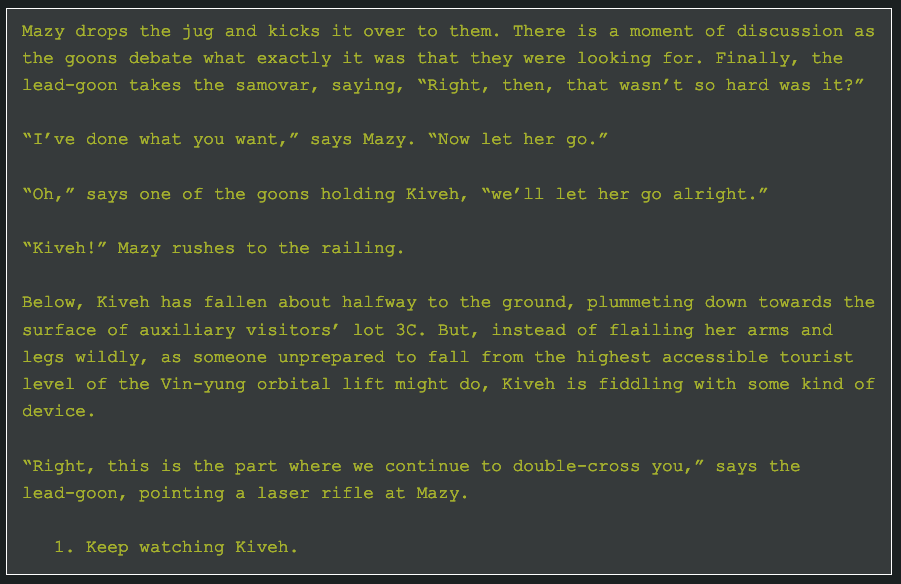 Mazy drops the jug and kicks it over to them. There is a moment of discussion as
the goons debate what exactly it was that they were looking for. Finally, the
lead-goon takes the samovar, saying, “Right, then, that wasn’t so hard was it?”
“I’ve done what you want,” says Mazy. “Now let her go.”
“Oh,” says one of the goons holding Kiveh, “we’ll let her go alright.”
“Kiveh!” Mazy rushes to the railing.
Below, Kiveh has fallen about halfway to the ground, plummeting down towards the
surface of auxiliary visitors’ lot 3C. But, instead of flailing her arms and
legs wildly, as someone unprepared to fall from the highest accessible tourist
level of the Vin-yung orbital lift might do, Kiveh is fiddling with some kind of
device.
“Right, this is the part where we continue to double-cross you,” says the
lead-goon, pointing a laser rifle at Mazy.
1. Keep watching Kiveh.